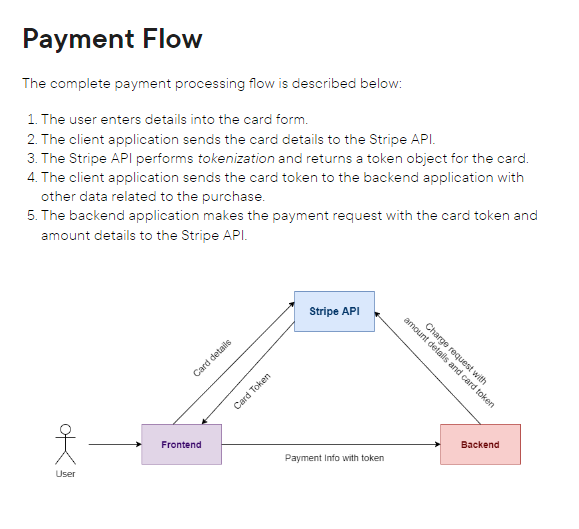 Payment Flow
The complete payment processing flow is described below:
1. The user enters details into the card form.
2. The client application sends the card details to the Stripe API.
3. The Stripe API performs tokenization and returns a token object for the card.
4. The client application sends the card token to the backend application with
other data related to the purchase.
5. The backend application makes the payment request with the card token and
amount details to the Stripe API.
Stripe API
Card details
Card Token
Charge request with
amount details and card token
User
Frontend
Payment Info with token
Backend